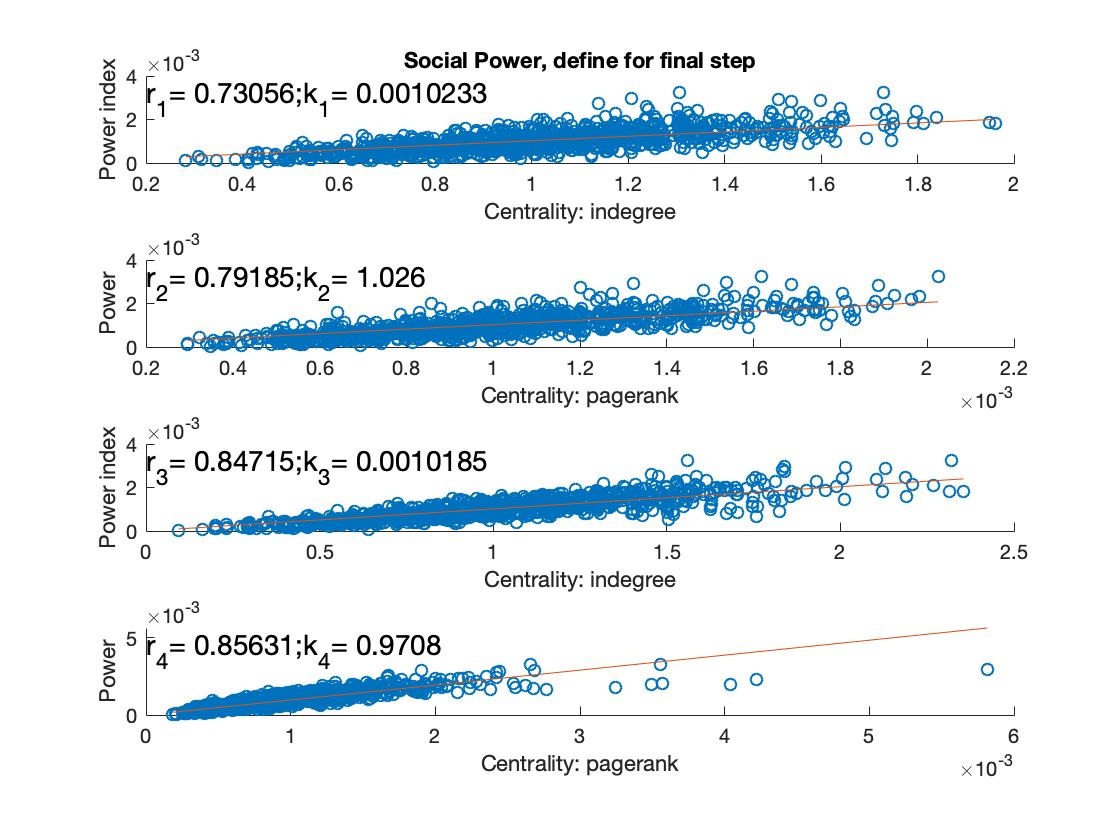 Social Power, define for final step
×10-3
r1= 0.73056;k1= 0.0010233
Power index
4
2
0
0.2 0.4 0.6 0.8 1 1.2 1.4 1.6 1.8 2
Centrality: indegree
×10-3
r2= 0.79185;k2= 1.026
Power
4
2
0
0.2 0.4 0.6 0.8 1 1.2 1.4 1.6 1.8 2 2.2
Centrality: pagerank
×10-3
×10-3
r3= 0.84715;k3= 0.0010185
Power index
4
2
0
0 0.5 1 1.5 2 2.5
Centrality: indegree
×10-3
r4= 0.85631;k4= 0.9708
Power
5
0
0 1 2 3 4 5 6
Centrality: pagerank
×10-3